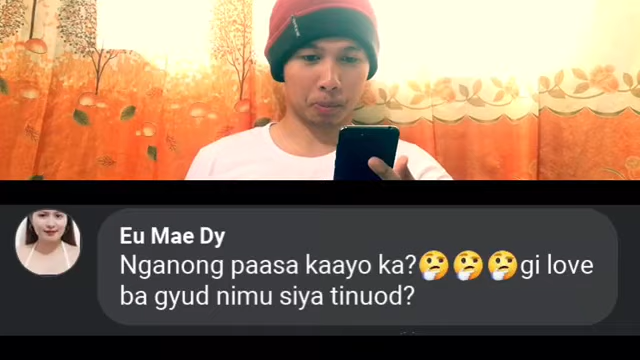 Eu Mae Dy
Nganong paasa kaayo ka?🤔🤔🤔gi love
ba gyud nimu siya tinuod?